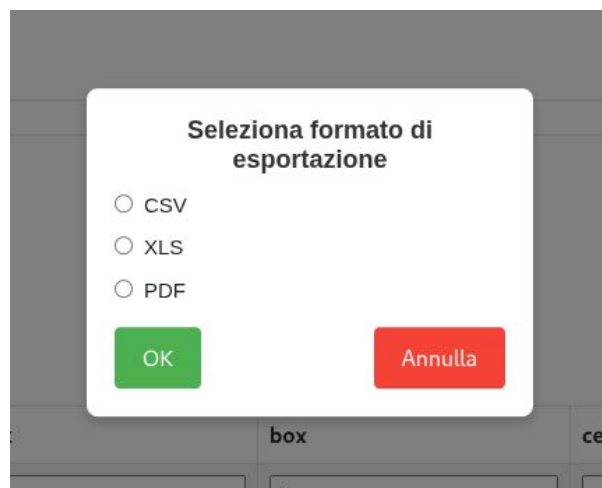 Seleziona formato di
esportazione
CSV
XLS
PDF
OK
Annulla
box